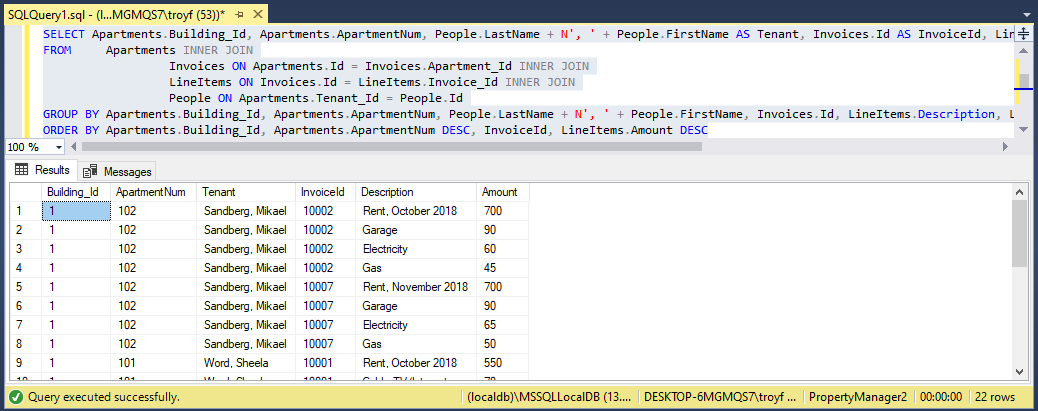 SQLQuery1.sql - (l...MGMQS7\troyf (53))*
SELECT Apartments.Building_Id, Apartments.ApartmentNum, People.LastName + N', ' + People.FirstName AS Tenant, Invoices.Id AS InvoiceId, Lin
FROM Apartments INNER JOIN
Invoices ON Apartments.Id = Invoices.Apartment_Id INNER JOIN
LineItems ON Invoices.Id = LineItems.Invoice_Id INNER JOIN
People ON Apartments.Tenant_Id = People.Id
GROUP BY Apartments.Building_Id, Apartments.ApartmentNum, People.LastName + N', ' + People.FirstName, Invoices.Id, LineItems.Description, L
ORDER BY Apartments.Building_Id, Apartments.ApartmentNum DESC, InvoiceId, LineItems.Amount DESC
100 %
Results Messages
Building_Id ApartmentNum Tenant InvoiceId Description Amount
1 1 102 Sandberg, Mikael 10002 Rent, October 2018 700
2 1 102 Sandberg, Mikael 10002 Garage 90
3 1 102 Sandberg, Mikael 10002 Electricity 60
4 1 102 Sandberg, Mikael 10002 Gas 45
5 1 102 Sandberg, Mikael 10007 Rent, November 2018 700
6 1 102 Sandberg, Mikael 10007 Garage 90
7 1 102 Sandberg, Mikael 10007 Electricity 65
8 1 102 Sandberg, Mikael 10007 Gas 50
9 1 101 Word, Sheela 10001 Rent, October 2018 550
10 1 101 Word, Sheela 10001
Query executed successfully. (localdb)\MSSQLLocalDB (13.... DESKTOP-6MGMQS7\troyf ... PropertyManager2 00:00:00 22 rows